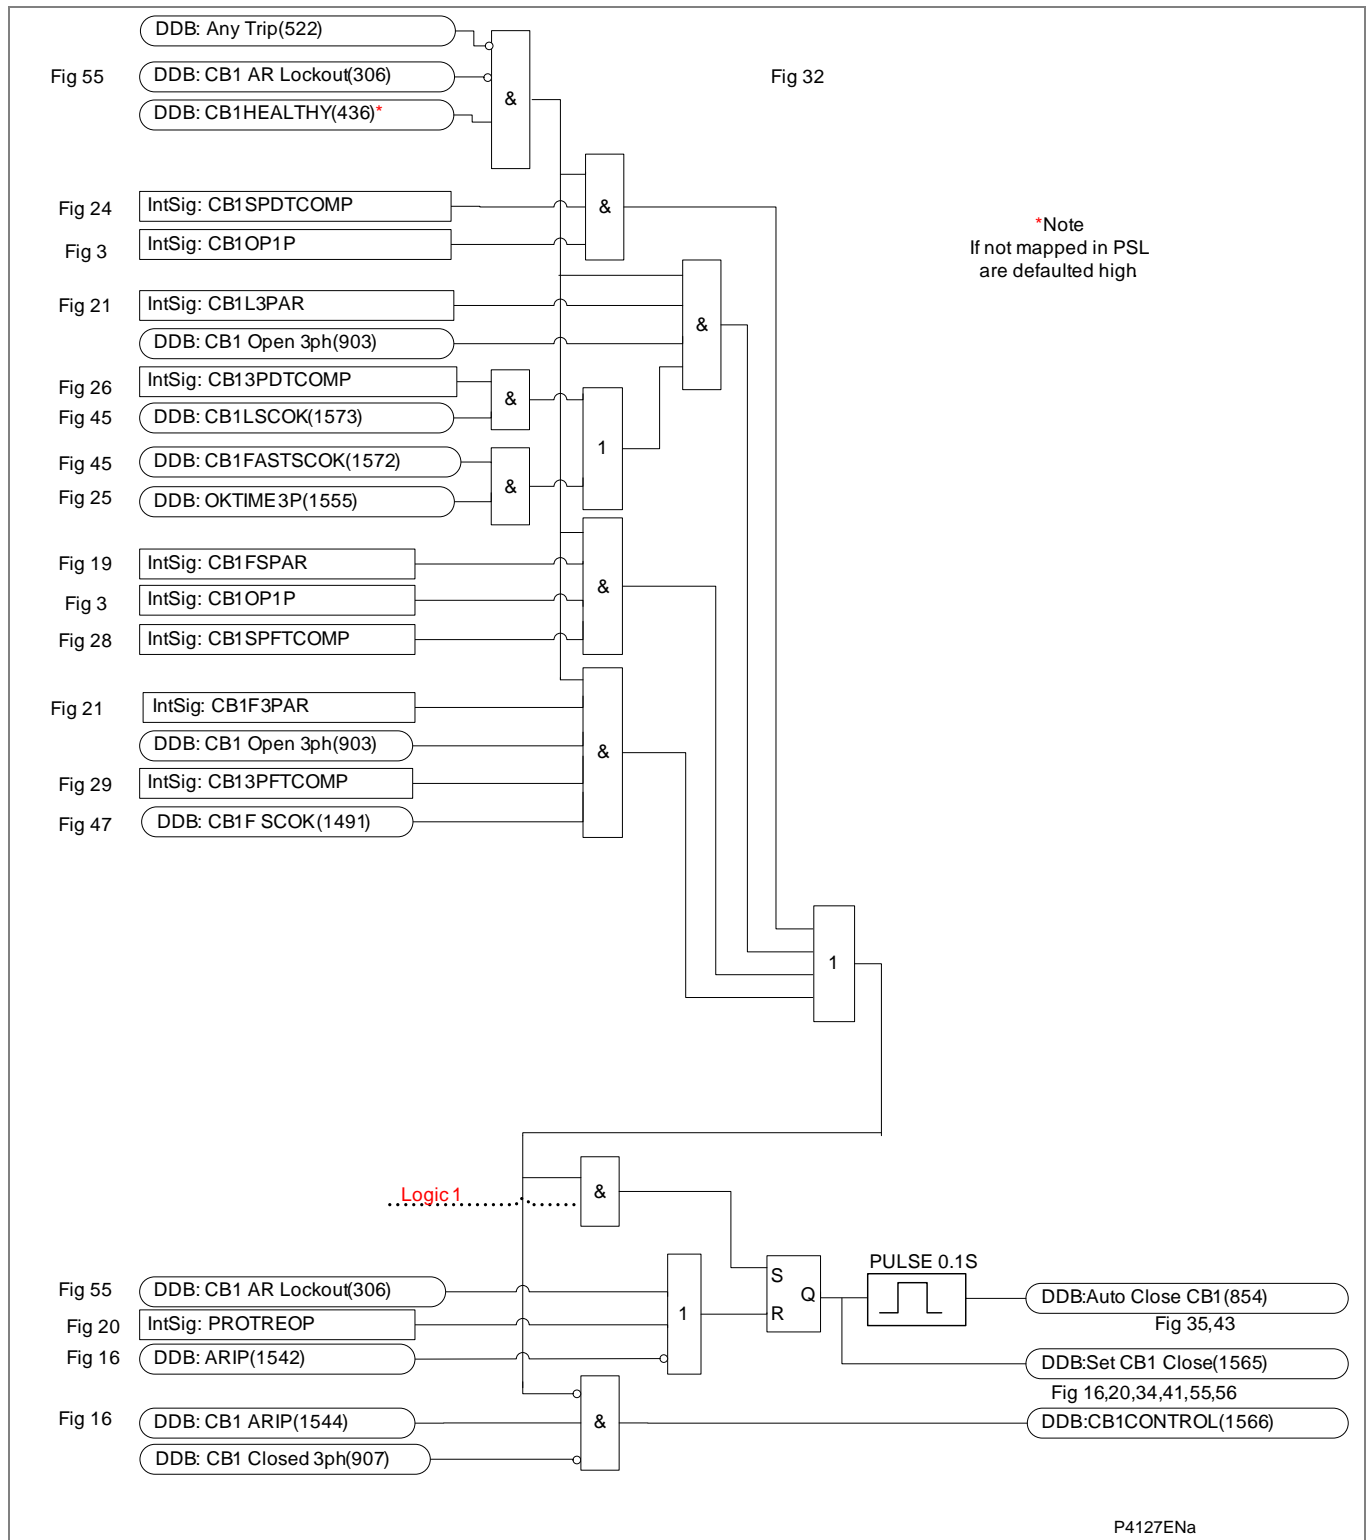 DDB: Any Trip(522)
Fig 55 DDB: CB1 AR Lockout(306) Fig 32
DDB: CB1HEALTHY(436)*
&
&
Fig 24 IntSig: CB1SPDTCOMP
Fig 3 IntSig: CB1OP1P
*Note
If not mapped in PSL
are defaulted high
Fig 21 IntSig: CB1L3PAR
&
DDB: CB1 Open 3ph(903)
Fig 26 IntSig: CB13PDTCOMP
&
Fig 45 DDB: CB1LSCOK(1573)
1
Fig 45 DDB: CB1FASTSCOK(1572)
&
Fig 25 DDB: OKTIME3P(1555)
Fig 19 IntSig: CB1FSPAR
&
Fig 3 IntSig: CB1OP1P
Fig 28 IntSig: CB1SPFTCOMP
Fig 21 IntSig: CB1F3PAR
DDB: CB1 Open 3ph(903)
&
Fig 29 IntSig: CB13PFTCOMP
Fig 47 DDB: CB1F SCOK(1491)
1
Logic 1
&
PULSE 0.1S
Fig 55 DDB: CB1 AR Lockout(306)
1
S
Q
R
DDB:Auto Close CB1(854)
Fig 35,43
Fig 20 IntSig: PROTREOP
Fig 16 DDB: ARIP(1542)
DDB:Set CB1 Close(1565)
Fig 16,20,34,41,55,56
Fig 16 DDB: CB1 ARIP(1544)
&
DDB:CB1CONTROL(1566)
DDB: CB1 Closed 3ph(907)
P4127ENa